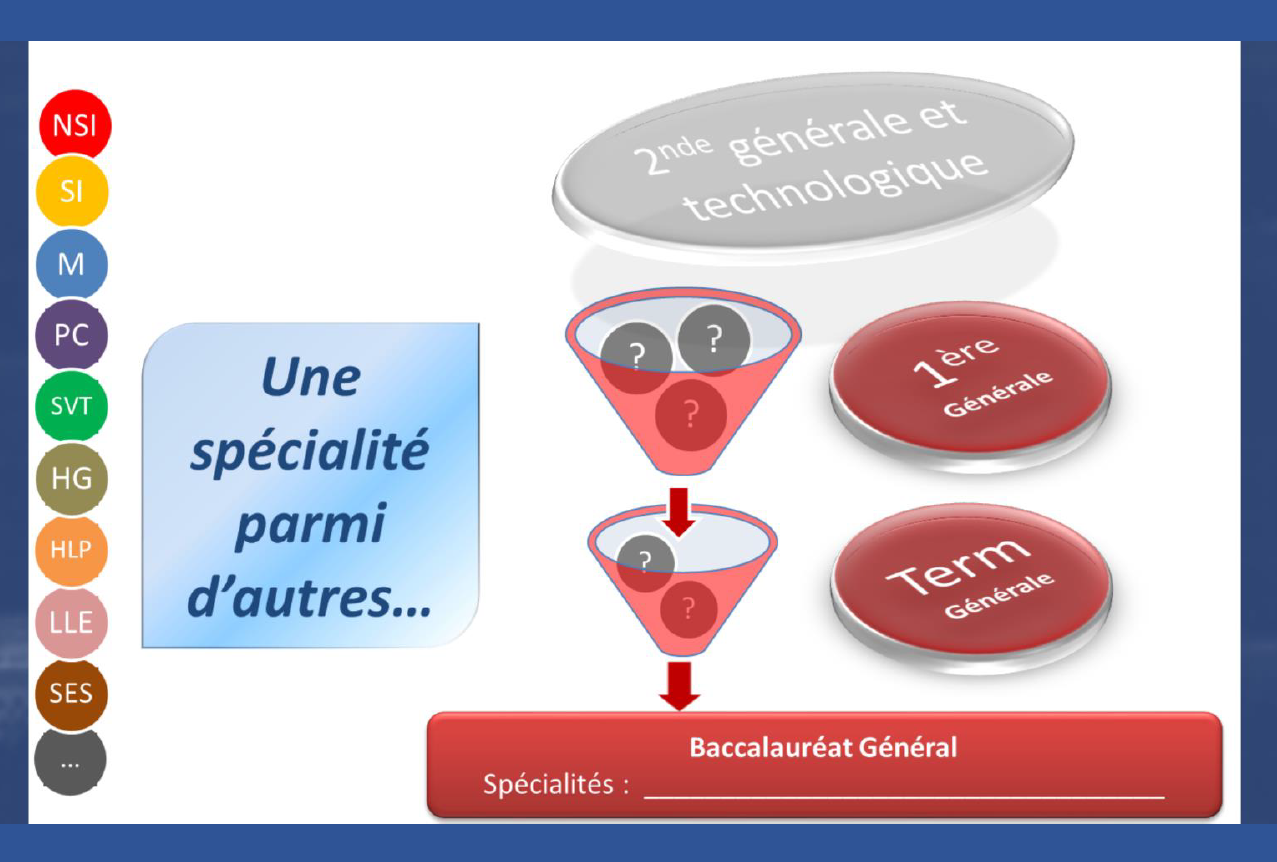 NSI
SI
M
PC
SVT
HG
HLP
LLE
SES
...
Une
spécialité
parmi
d'autres...
2nde générale et
technologique
?
?
?
1ère
Générale
?
?
Term
Générale
Baccalauréat Général
Spécialités : ___________________________________